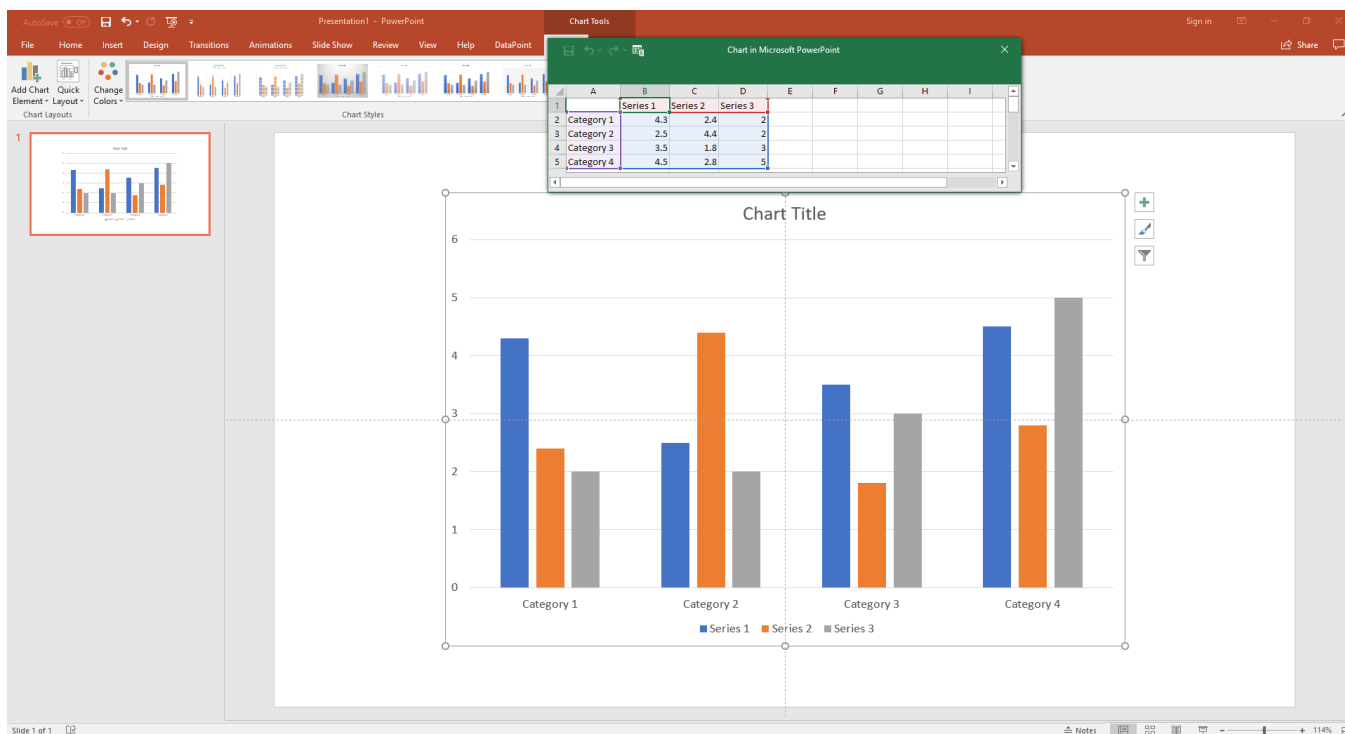 AutoSave Off Presentation1 - PowerPoint Chart Tools Sign in
File Home Insert Design Transitions Animations Slide Show Review View Help DataPoint Share
Chart in Microsoft PowerPoint
Add Chart Element Quick Layout Change Colors
Chart Layouts Chart Styles
A B C D E F G H I
1 Series 1 Series 2 Series 3
2 Category 1 4.3 2.4 2
3 Category 2 2.5 4.4 2
4 Category 3 3.5 1.8 3
5 Category 4 4.5 2.8 5
1
Chart Title
Chart Title
6
5
4
3
2
1
0
Category 1 Category 2 Category 3 Category 4
Series 1 Series 2 Series 3
Slide 1 of 1 Notes 114%